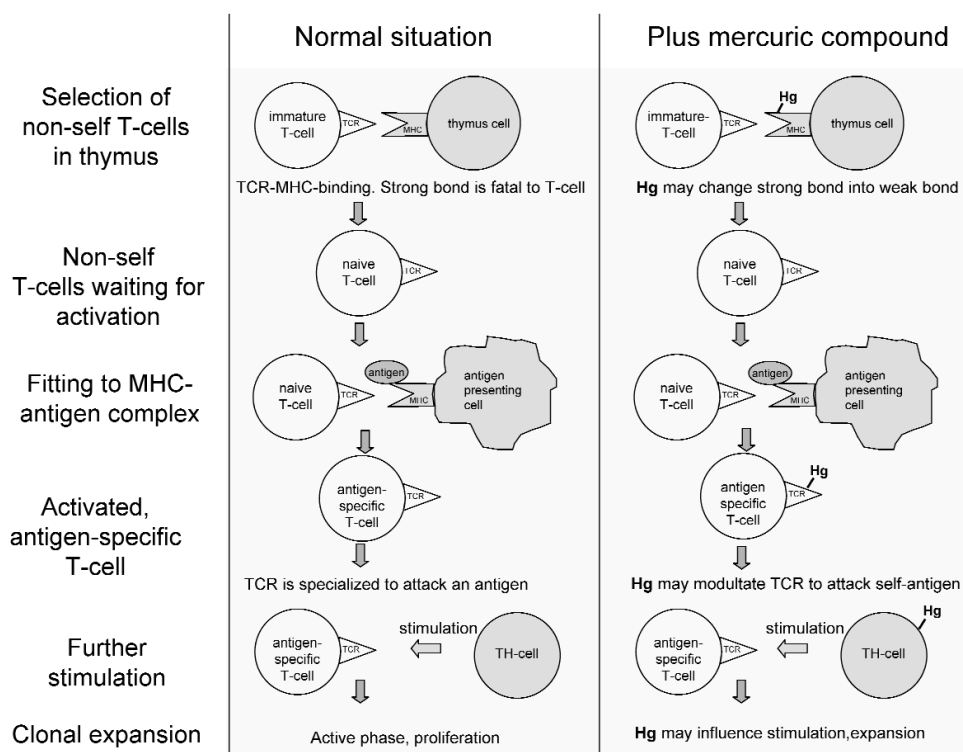 Normal situation
Plus mercuric compound
Selection of
non-self T-cells
in thymus
immature
T-cell
TCR
MHC
thymus cell
TCR-MHC-binding. Strong bond is fatal to T-cell
immature-
T-cell
TCR
Hg
MHC
thymus cell
Hg may change strong bond into weak bond
Non-self
T-cells waiting for
activation
naive
T-cell
TCR
naive
T-cell
TCR
Fitting to MHC-
antigen complex
naive
T-cell
TCR
antigen
MHC
antigen
presenting
cell
naive
T-cell
TCR
antigen
MHC
antigen
presenting
cell
Activated,
antigen-specific
T-cell
antigen-
specific
T-cell
TCR
TCR is specialized to attack an antigen
antigen
specific
T-cell
TCR
Hg
Hg may modultate TCR to attack self-antigen
Further
stimulation
antigen-
specific
T-cell
TCR
stimulation
TH-cell
antigen-
specific
T-cell
TCR
stimulation
Hg
TH-cell
Clonal expansion
Active phase, proliferation
Hg may influence stimulation,expansion